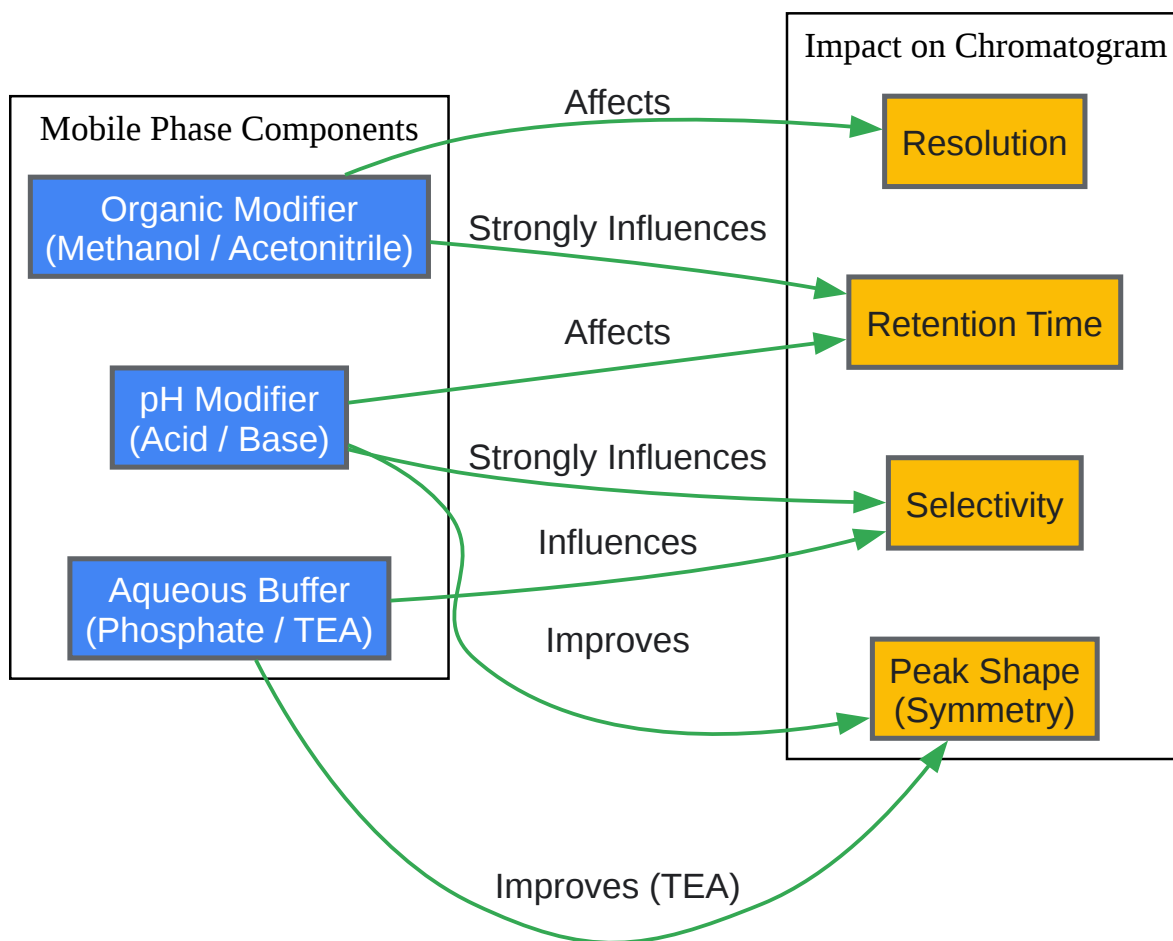 Impact on Chromatogram
Mobile Phase Components
Affects
Resolution
Organic Modifier
(Methanol / Acetonitrile)
Strongly Influences
Retention Time
Affects
pH Modifier
(Acid / Base)
Strongly Influences
Selectivity
Influences
Aqueous Buffer
(Phosphate / TEA)
Improves
Peak Shape
(Symmetry)
Improves (TEA)